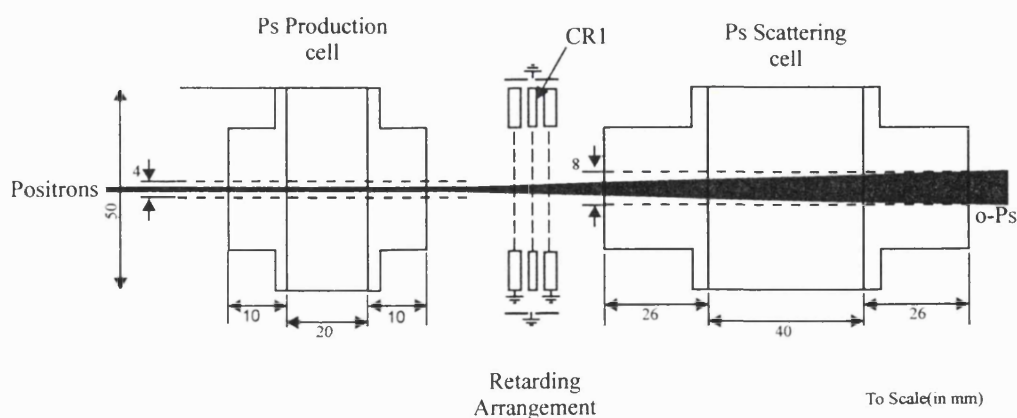 Ps Production
cell
CR1
Ps Scattering
cell
4
8
Positrons
50
o-Ps
10
20
10
26
40
26
Retarding
Arrangement
To Scale(in mm)